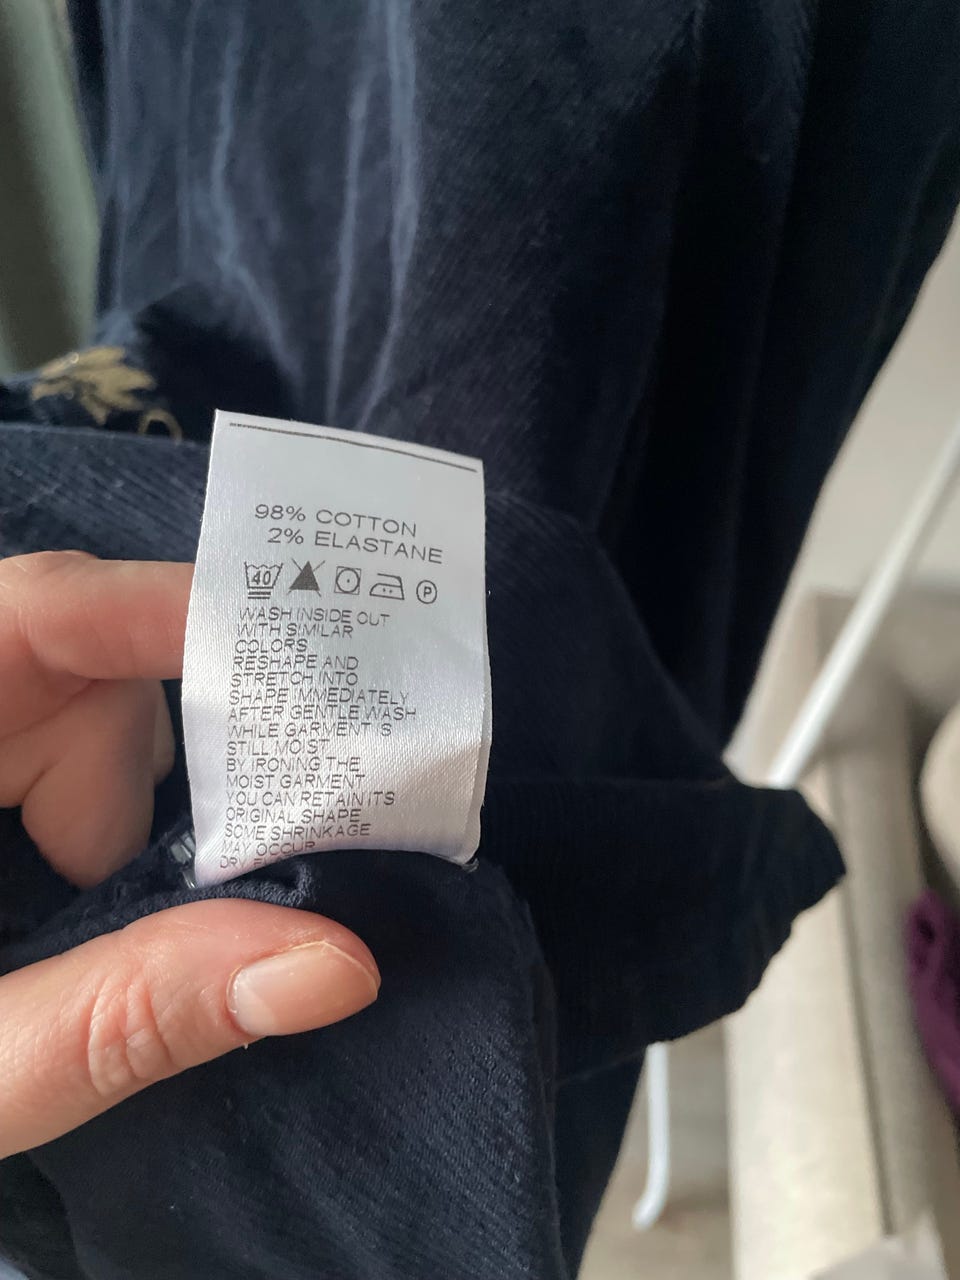 98% COTTON
2% ELASTANE
40 P
WASH INSIDE OUT
WITH SIMILAR
COLORS
RESHAPE AND
STRETCH INTO
SHAPE IMMEDIATELY
AFTER GENTLE WASH
WHILE GARMENT IS
STILL MOIST
BY IRONING THE
MOIST GARMENT
YOU CAN RETAIN ITS
ORIGINAL SHAPE
SOME SHRINKAGE
MAY OCCUR
DRY